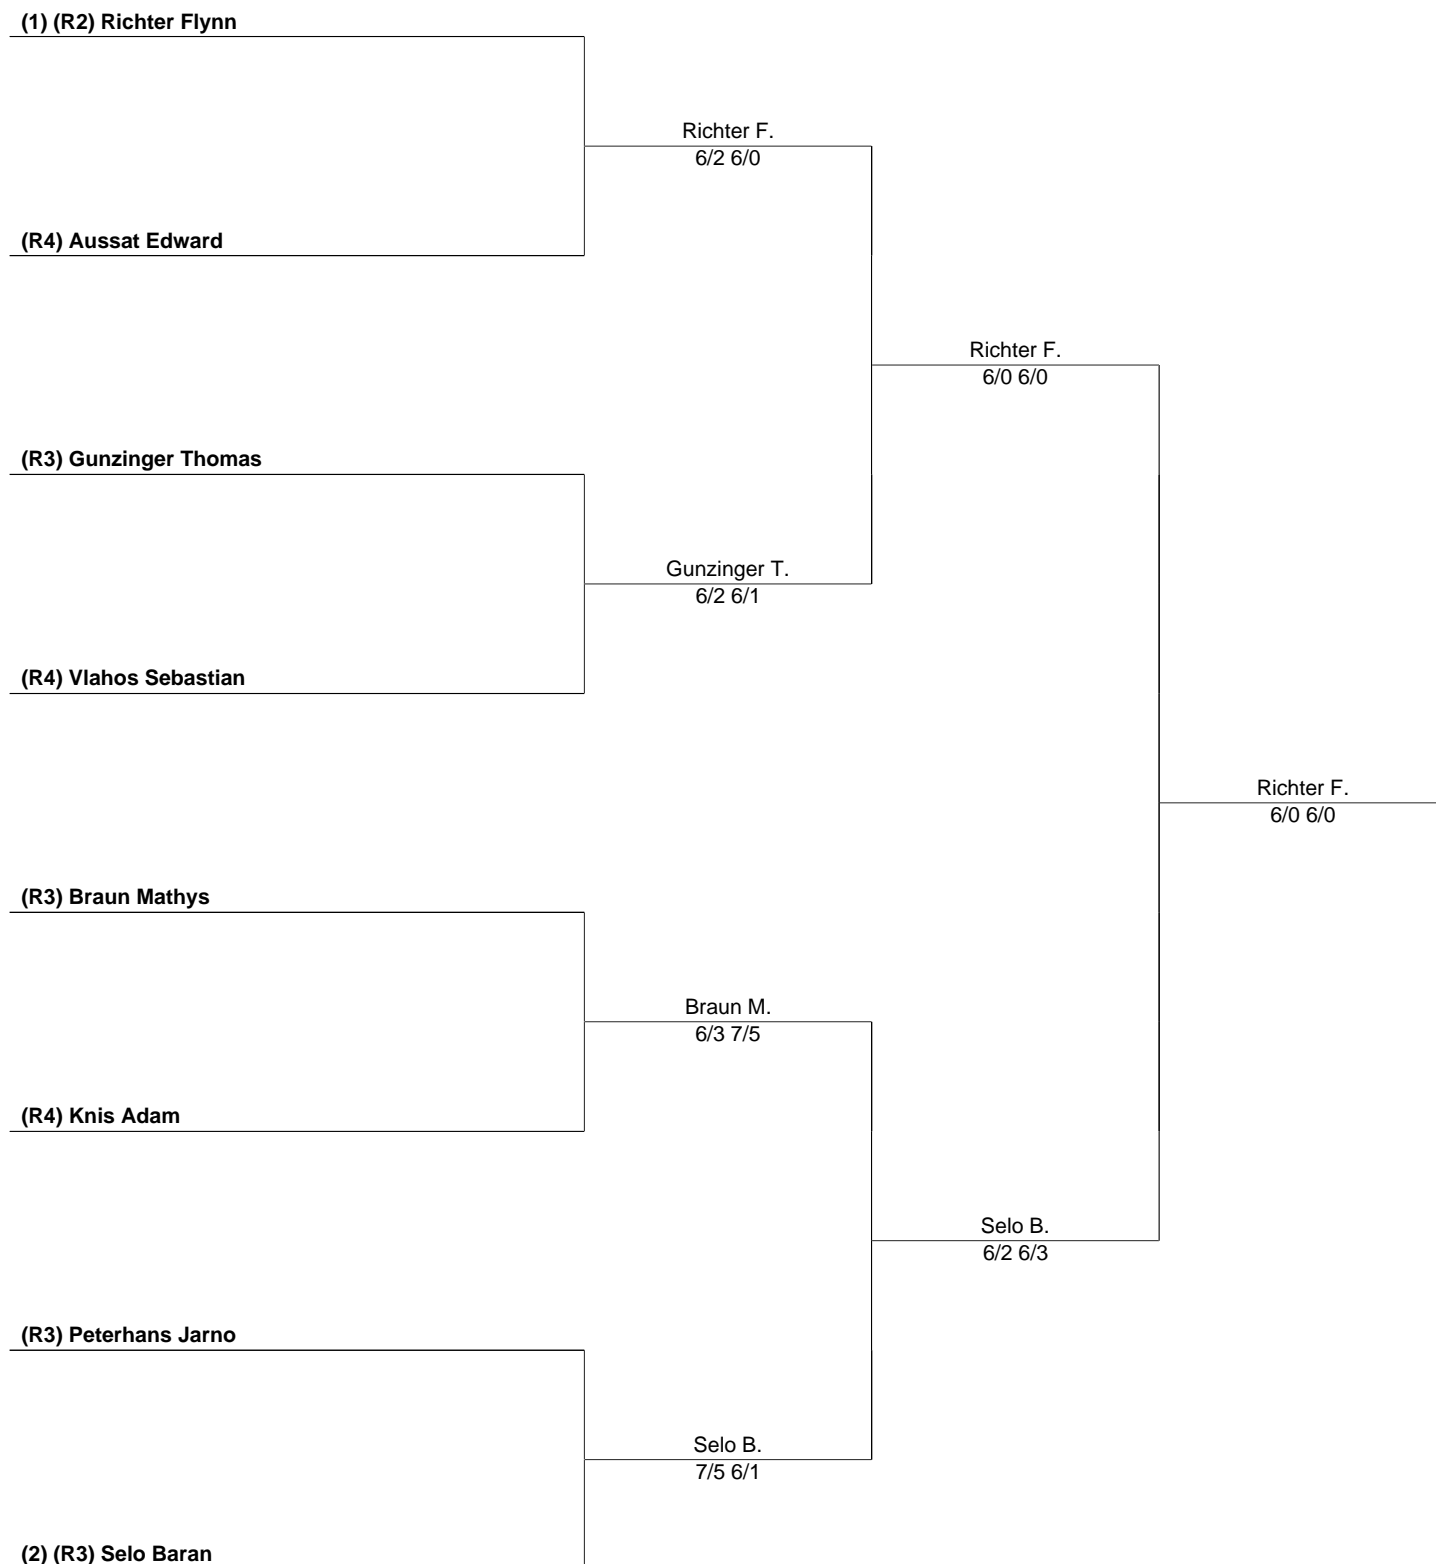 (1) (R2) Richter Flynn
Richter F.
6/2 6/0
(R4) Aussat Edward
Richter F.
6/0 6/0
(R3) Gunzinger Thomas
Gunzinger T.
6/2 6/1
(R4) Vlahos Sebastian
Richter F.
6/0 6/0
(R3) Braun Mathys
Braun M.
6/3 7/5
(R4) Knis Adam
Selo B.
6/2 6/3
(R3) Peterhans Jarno
Selo B.
7/5 6/1
(2) (R3) Selo Baran